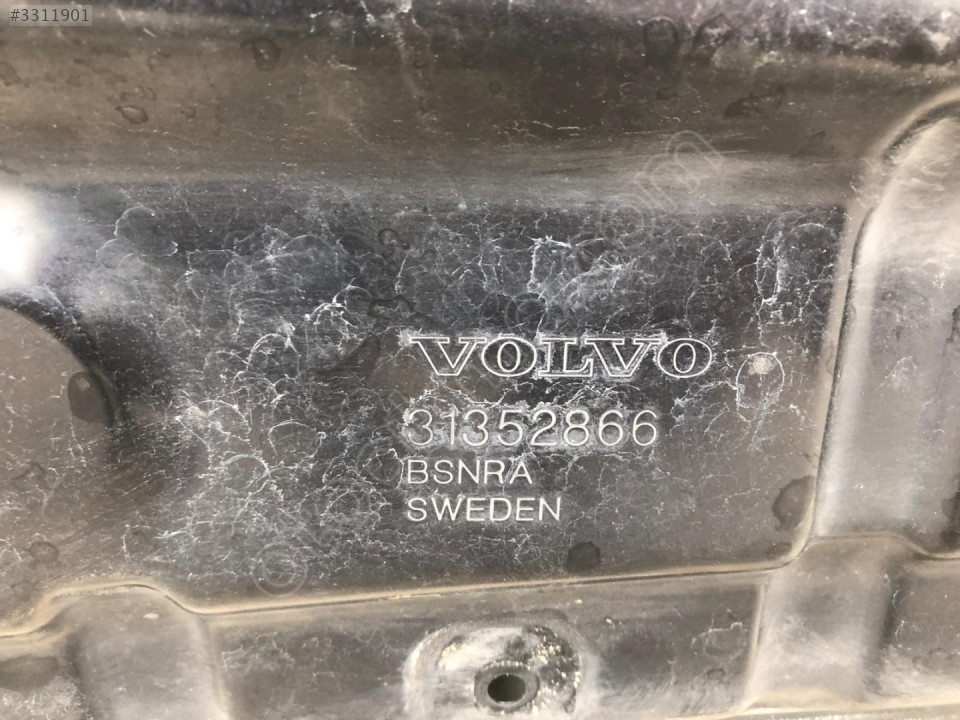 #3311901
VOLVO
31352866
BSNRA
SWEDEN